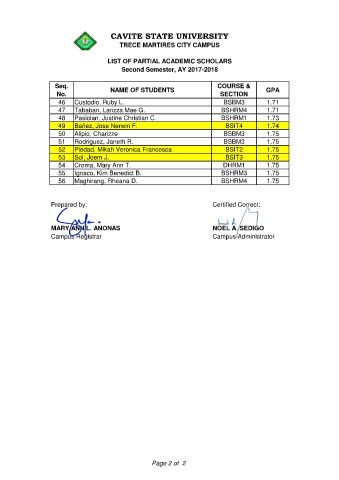 CAVITE STATE UNIVERSITY
TRECE MARTIRES CITY CAMPUS
LIST OF PARTIAL ACADEMIC SCHOLARS
Second Semester, AY 2017-2018
Seq. No. NAME OF STUDENTS COURSE & SECTION GPA
46 Custodio, Ruby L. BSBM3 1.71
47 Tababan, Larizza Mae G. BSHRM4 1.71
48 Pasiolan, Justine Christian C. BSHRM1 1.73
49 Bañez, Jose Nerwin F. BSIT4 1.74
50 Alipio, Charizze BSBM3 1.75
51 Rodriguez, Janeth R. BSBM3 1.75
52 Piedad, Mikah Veronica Francesca BSIT2 1.75
53 Sol, Joem J. BSIT3 1.75
54 Crema, Mary Ann T. DHRM1 1.75
55 Ignaco, Kim Benedict B. BSHRM3 1.75
56 Maghirang, Rheana D. BSHRM4 1.75
Prepared by: Certified Correct:
MARY ANN L. ANONAS NOEL A. SEDIGO
Campus Registrar Campus Administrator
Page 2 of 2